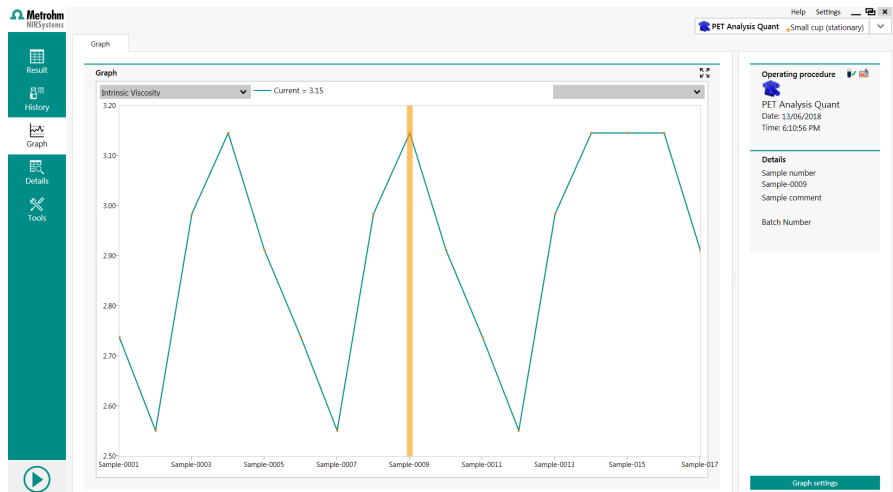 Metrohm
NIRSystems
Help Settings
PET Analysis Quant Small cup (stationary)
Graph
Result
History
Graph
Details
Tools
Graph
Intrinsic Viscosity
Current = 3.15
3.20
3.10
3.00
2.90
2.80
2.70
2.60
2.50
Sample-0001 Sample-0003 Sample-0005 Sample-0007 Sample-0009 Sample-0011 Sample-0013 Sample-015 Sample-017
Operating procedure
PET Analysis Quant
Date: 13/06/2018
Time: 6:10:56 PM
Details
Sample number
Sample-0009
Sample comment
Batch Number
Graph settings